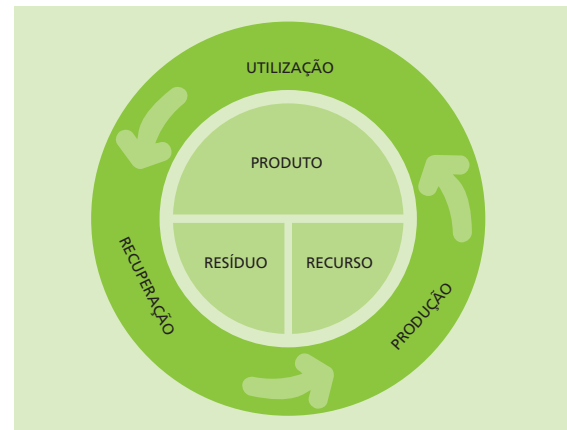 UTILIZAÇÃO
PRODUTO
RESÍDUO
RECURSO
RECUPERAÇÃO
PRODUÇÃO